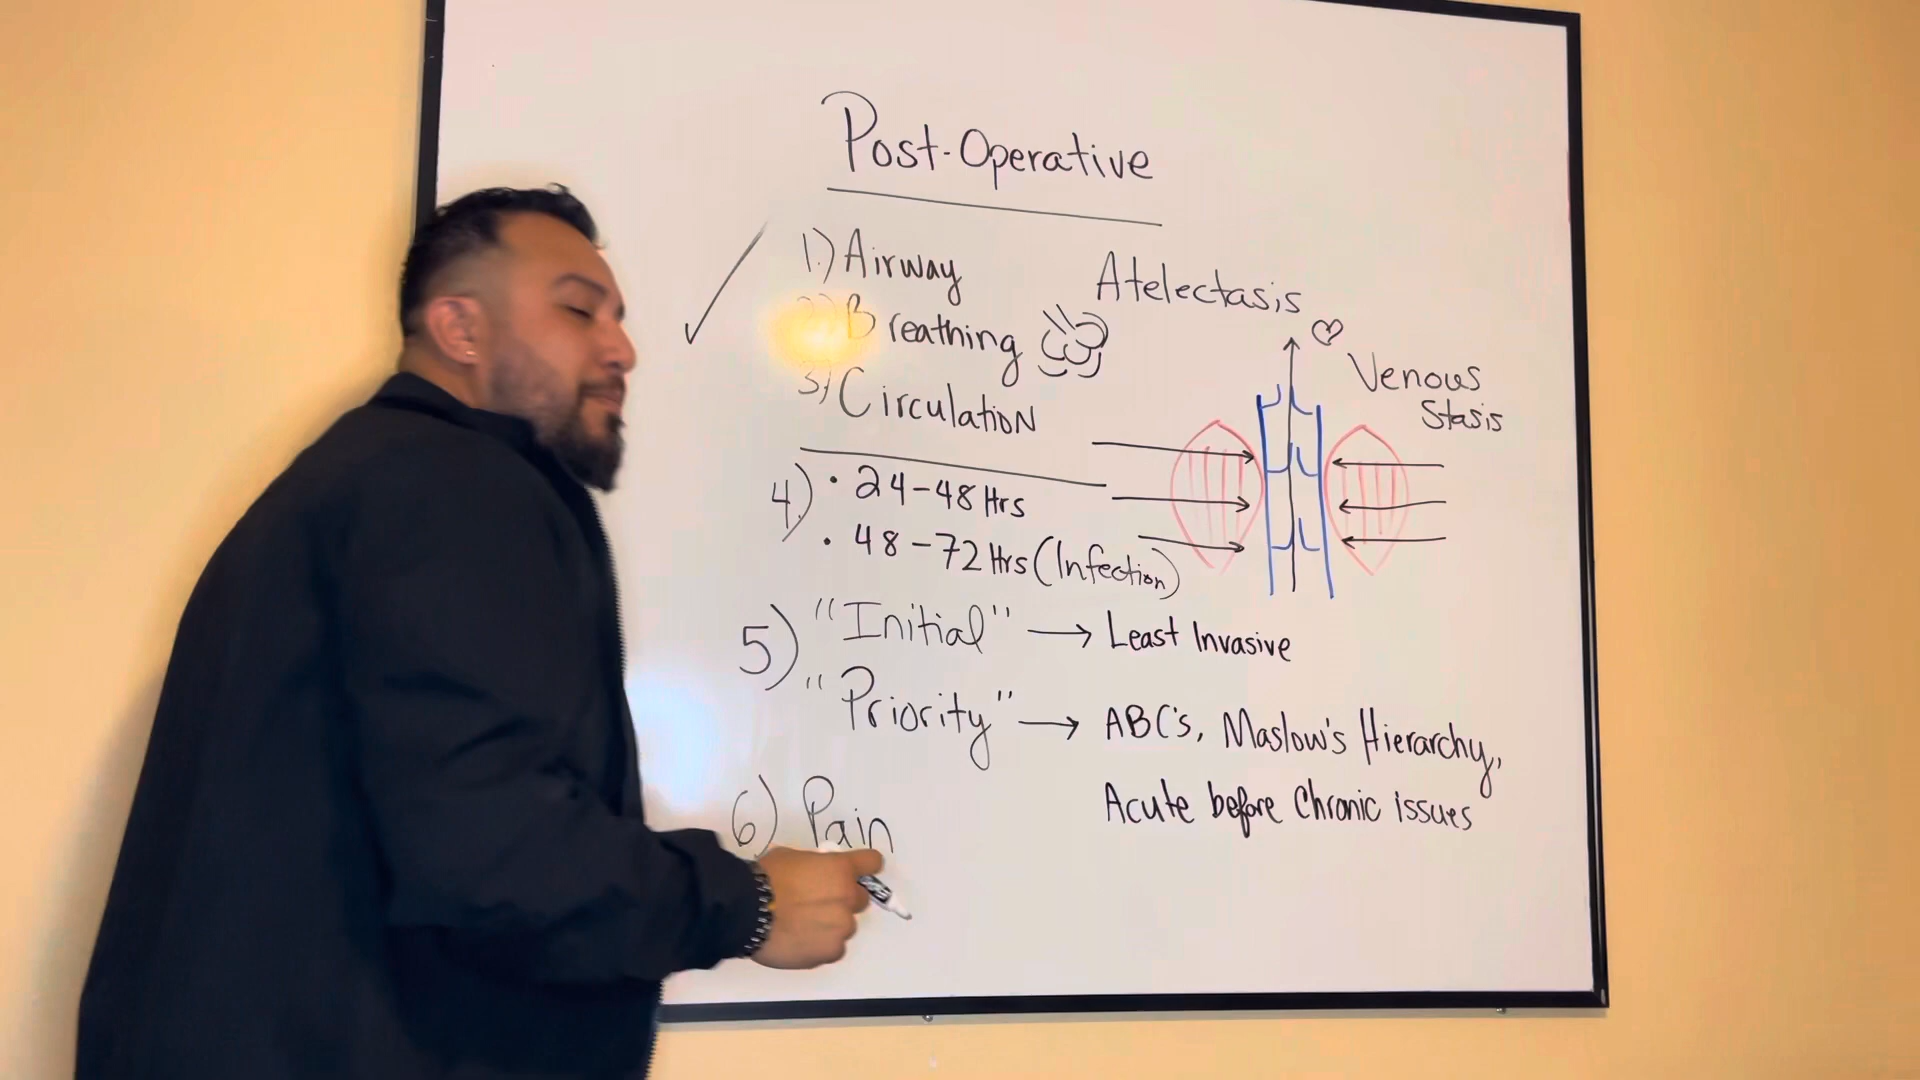 Post-Operative
1.) Airway
Atelectasis
2) Breathing
Venous
Stasis
3) Circulation
4.) • 24-48 Hrs
• 48-72 Hrs (Infection)
5) "Initial" → Least Invasive
"Priority" → ABC's, Maslow's Hierarchy,
Acute before Chronic issues
6) Pain